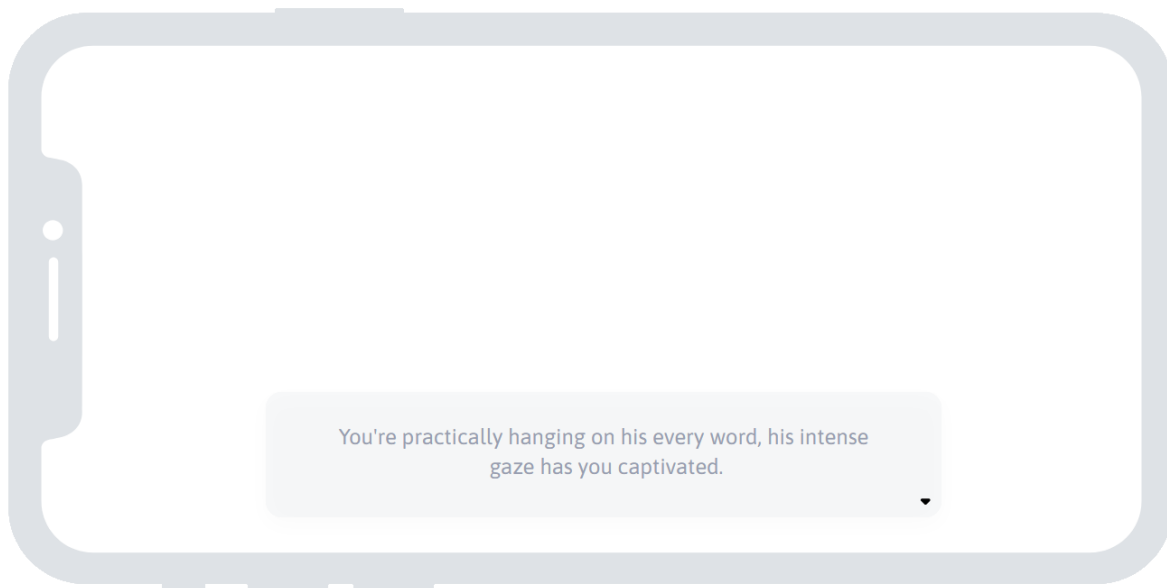 You're practically hanging on his every word, his intense
gaze has you captivated.